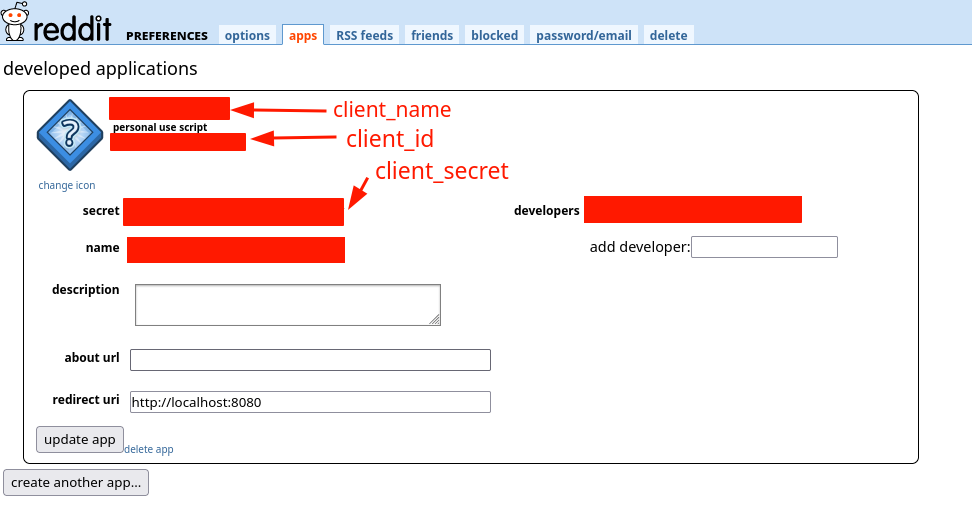 reddit PREFERENCES options apps RSS feeds friends blocked password/email delete
developed applications
client_name
personal use script
client_id
client_secret
change icon
secret
developers
name
add developer:
description
about url
redirect uri http://localhost:8080
update app delete app
create another app...